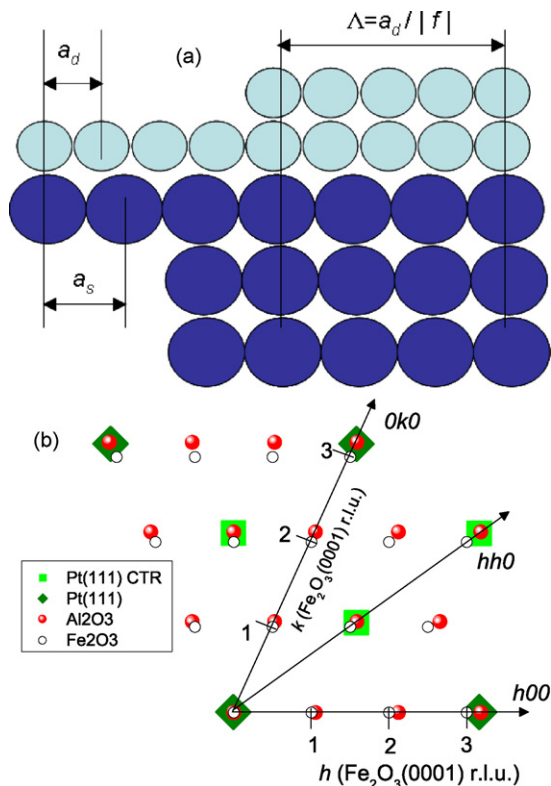 a_d
(a)
Λ=a_d / | f |
a_s
(b)
0k0
3
2
hh0
k (Fe₂O₃(0001) r.l.u.)
Pt(111) CTR
Pt(111)
Al2O3
Fe2O3
1
h00
1 2 3
h (Fe₂O₃(0001) r.l.u.)